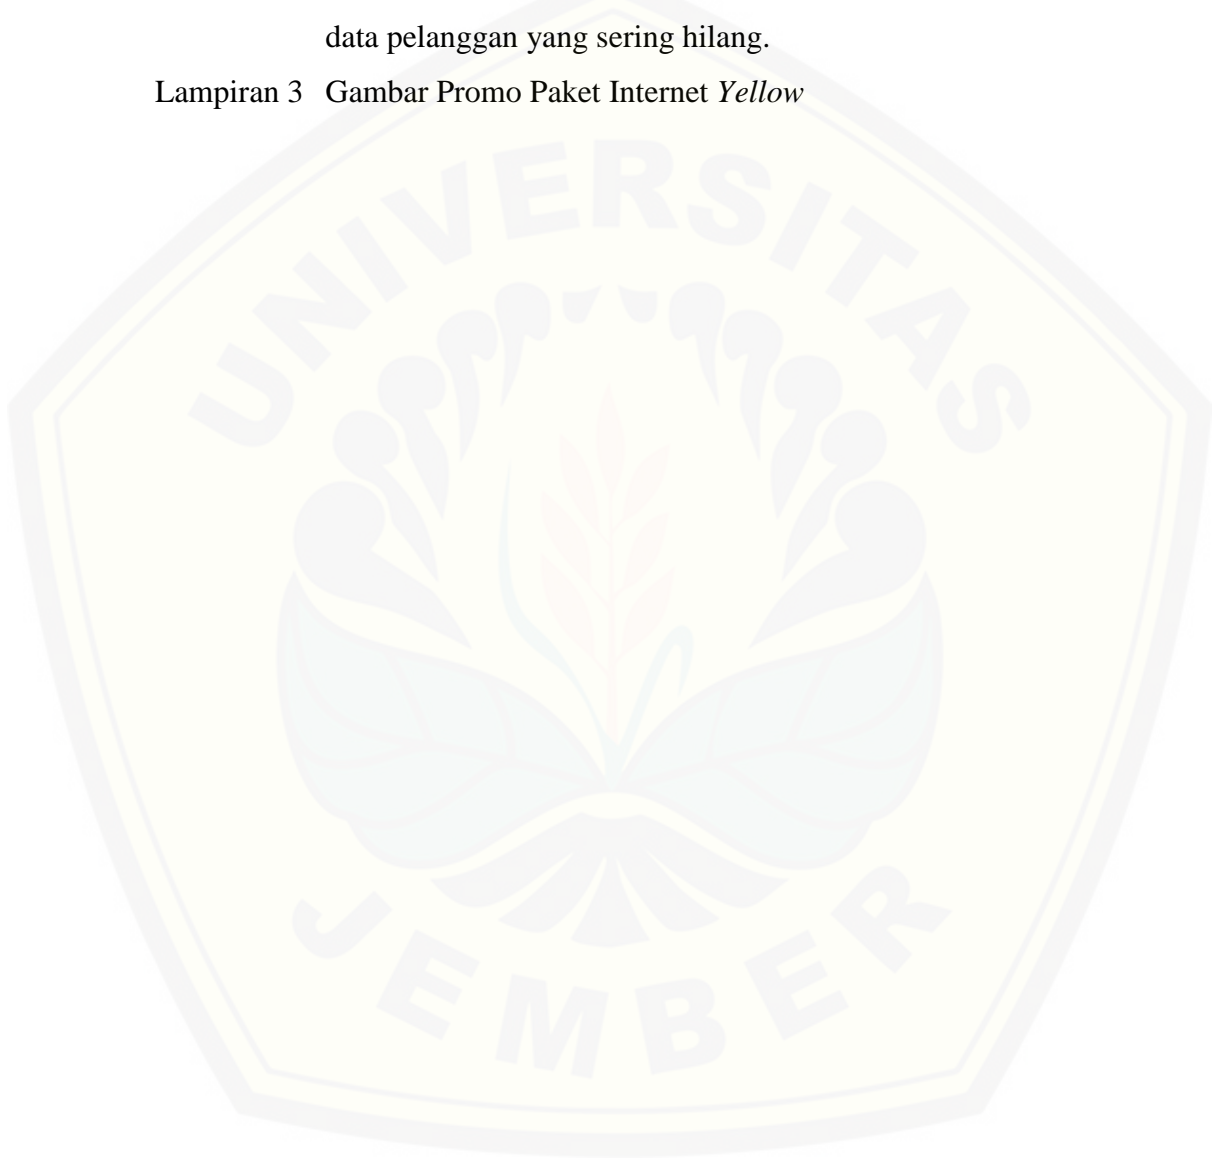 data pelanggan yang sering hilang.
Lampiran 3 Gambar Promo Paket Internet Yellow
UNIVERSITAS
JEMBER